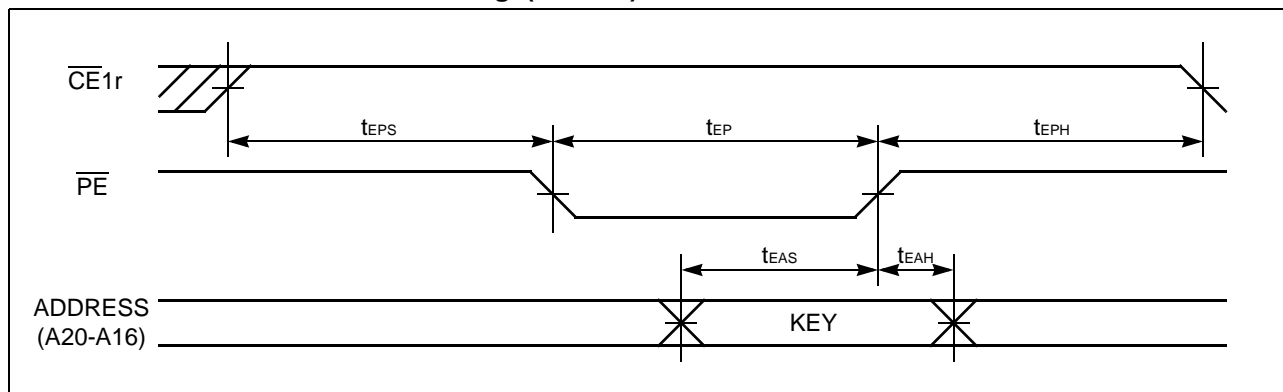 CE1r
tEPS
tEP
tEPH
PE
tEAS
tEAH
ADDRESS
(A20-A16)
KEY